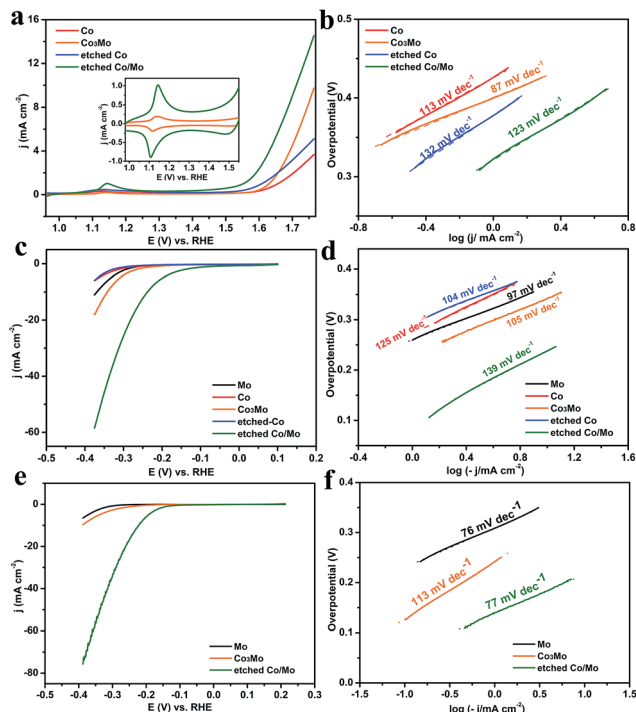 a
Co
Co₃Mo
etched Co
etched Co/Mo
j (mA cm⁻²)
16
14
12
10
8
6
4
2
0
1.0
0.5
0.0
-0.5
-1.0
1.0 1.1 1.2 1.3 1.4 1.5
E (V) vs. RHE
1.0 1.1 1.2 1.3 1.4 1.5 1.6 1.7
E (V) vs. RHE
b
Co
Co₃Mo
etched Co
etched Co/Mo
Overpotential (V)
0.5
0.4
0.3
113 mV dec⁻¹
87 mV dec⁻¹
132 mV dec⁻¹
123 mV dec⁻¹
-0.8 -0.4 0.0 0.4 0.8
log (j/ mA cm⁻²)
c
j (mA cm⁻²)
0
-20
-40
-60
Mo
Co
Co₃Mo
etched-Co
etched Co/Mo
-0.5 -0.4 -0.3 -0.2 -0.1 0.0 0.1 0.2
E (V) vs. RHE
d
Overpotential (V)
0.4
0.3
0.2
0.1
104 mV dec⁻¹
97 mV dec⁻¹
125 mV dec⁻¹
105 mV dec⁻¹
139 mV dec⁻¹
Mo
Co
Co₃Mo
etched Co
etched Co/Mo
-0.4 0.0 0.4 0.8 1.2 1.6
log (- j/mA cm⁻²)
e
j (mA cm⁻²)
0
-20
-40
-60
-80
Mo
Co₃Mo
etched Co/Mo
-0.5 -0.4 -0.3 -0.2 -0.1 0.0 0.1 0.2 0.3
E (V) vs. RHE
f
Overpotential (V)
0.4
0.3
0.2
0.1
0.0
76 mV dec⁻¹
113 mV dec⁻¹
77 mV dec⁻¹
Mo
Co₃Mo
etched Co/Mo
-1.5 -1.0 -0.5 0.0 0.5 1.0 1.5
log (- j/mA cm⁻²)